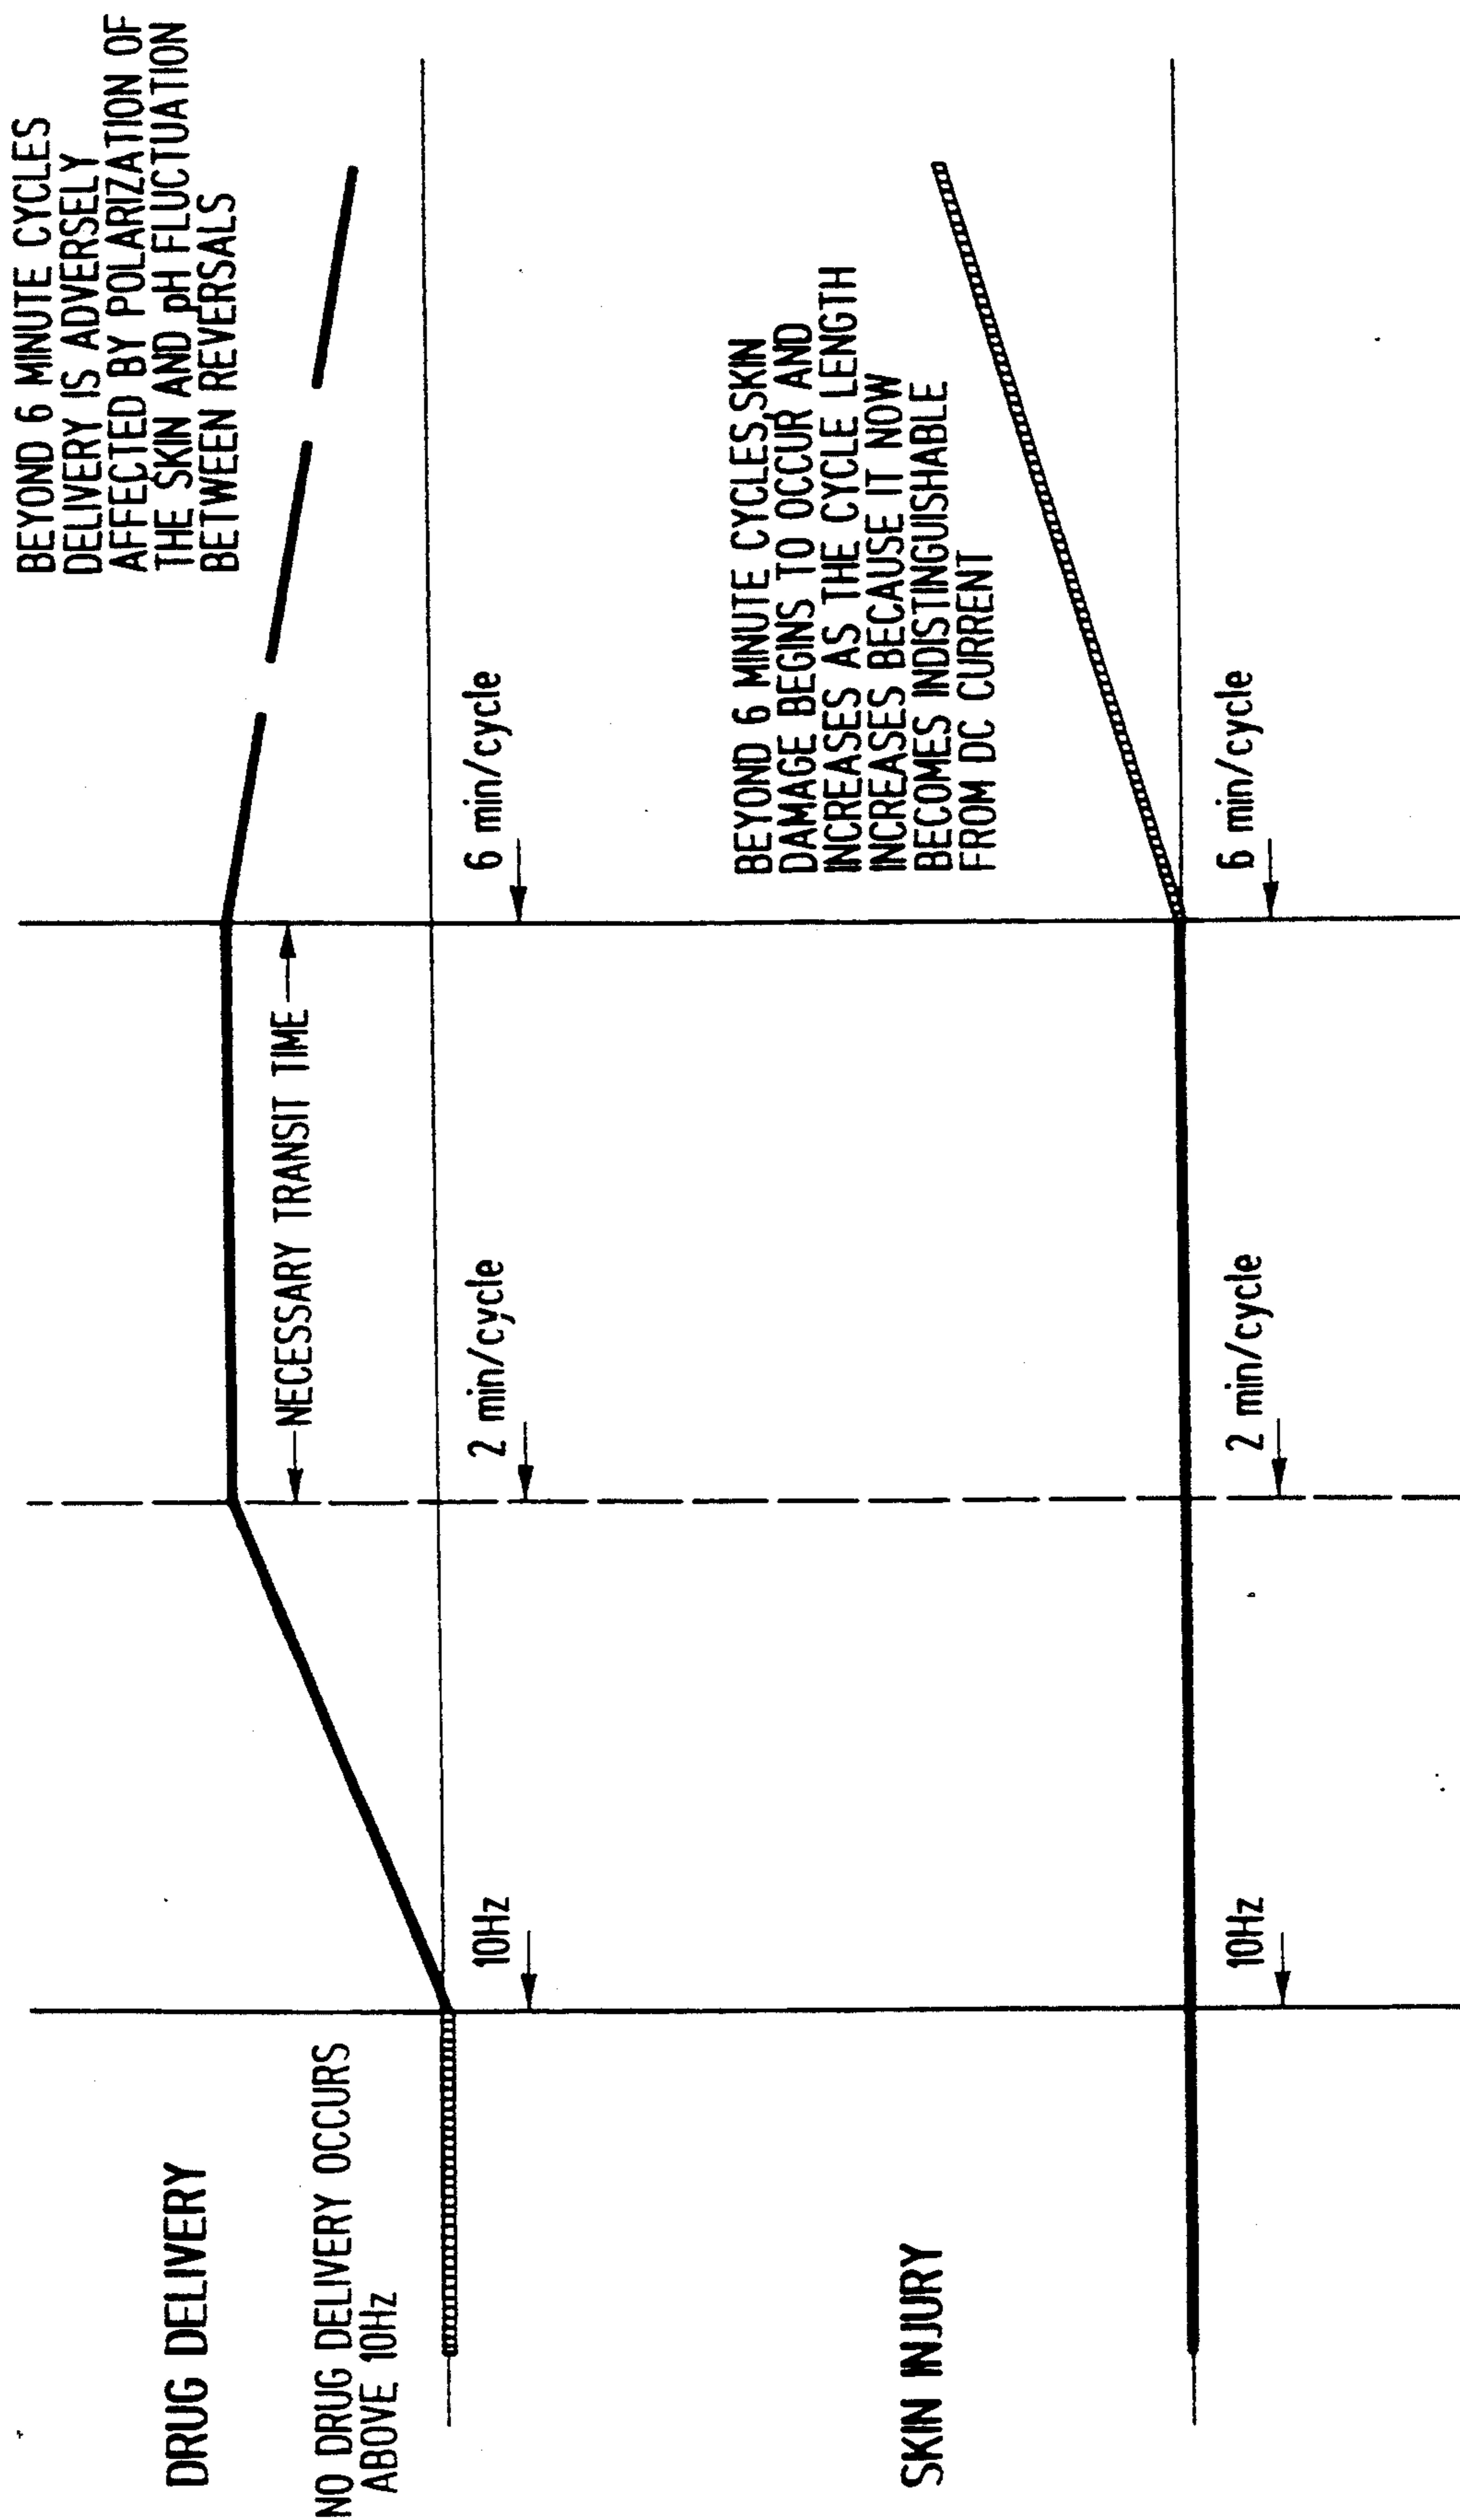 DRUG DELIVERY
NO DRUG DELIVERY OCCURS
ABOVE 10Hz
10Hz
2 min/cycle
NECESSARY TRANSIT TIME
6 min/cycle
BEYOND 6 MINUTE CYCLES
DELIVERY IS ADVERSELY
AFFECTED BY POLARIZATION OF
THE SKIN AND pH FLUCTUATION
BETWEEN REVERSALS
SKIN INJURY
10Hz
2 min/cycle
6 min/cycle
BEYOND 6 MINUTE CYCLES SKIN
DAMAGE BEGINS TO OCCUR AND
INCREASES AS THE CYCLE LENGTH
INCREASES BECAUSE IT NOW
BECOMES INDISTINGUISHABLE
FROM DC CURRENT